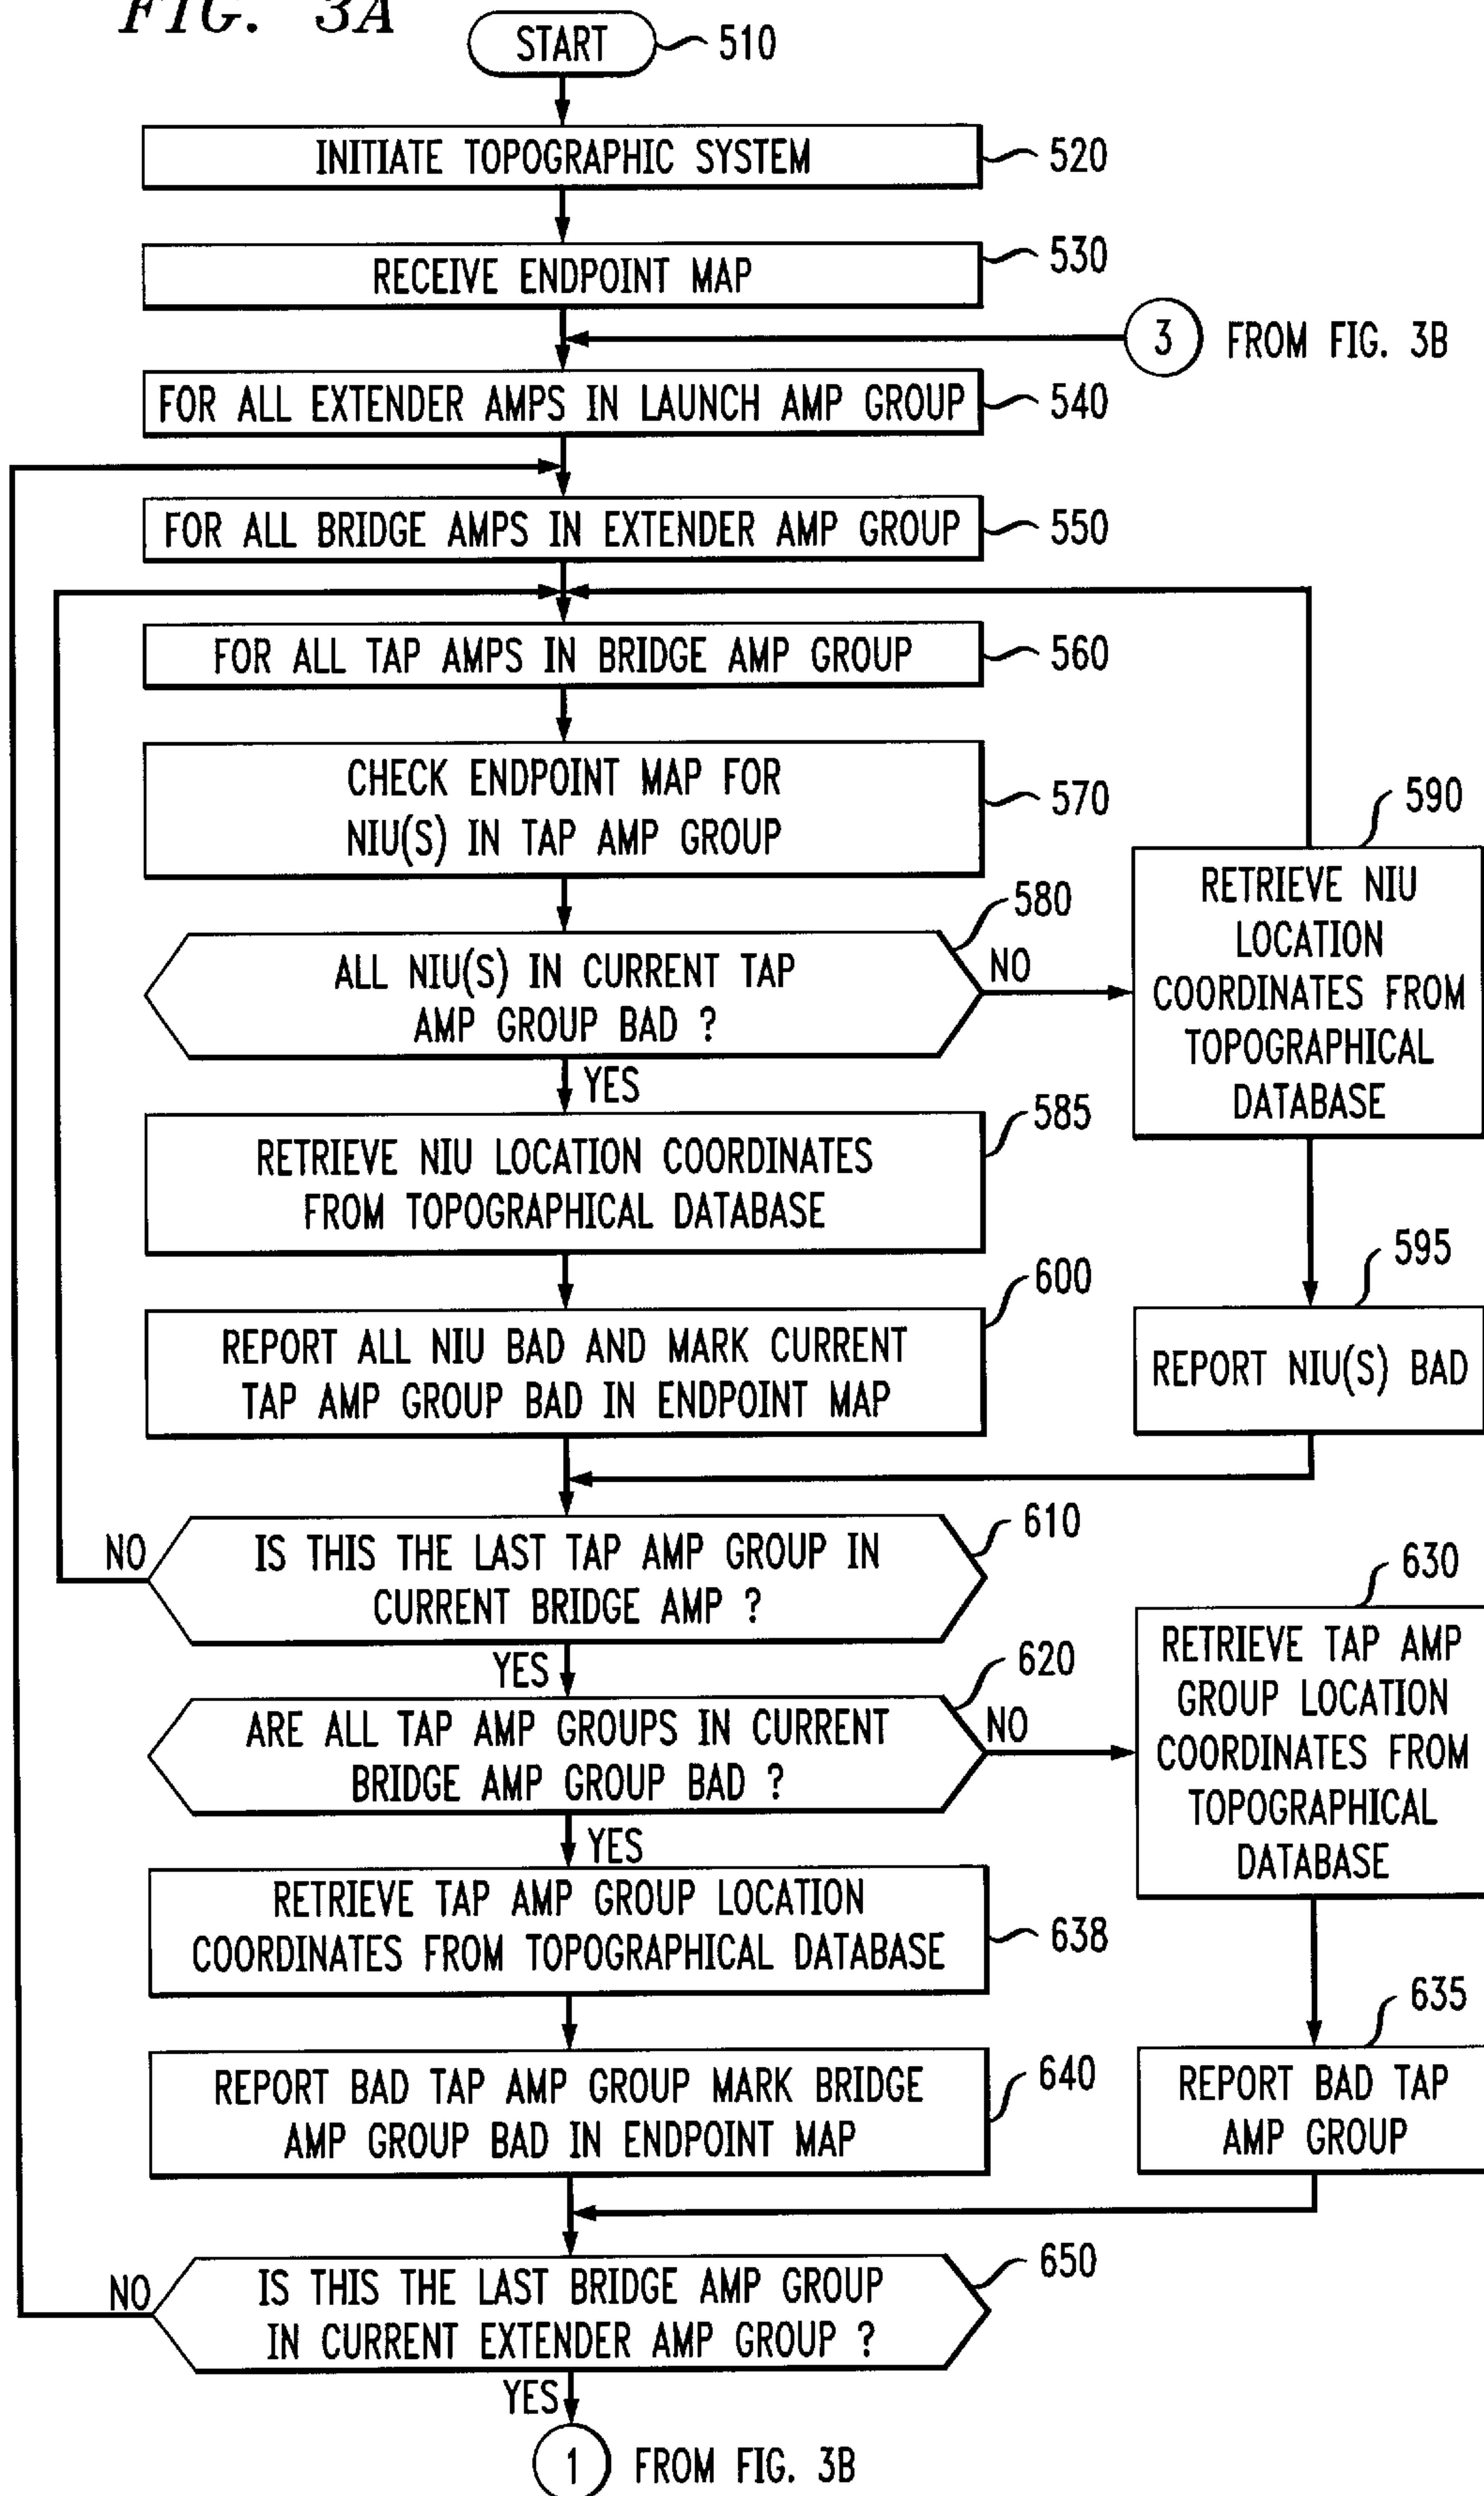 FIG. 3A
START
510
INITIATE TOPOGRAPHIC SYSTEM
520
RECEIVE ENDPOINT MAP
530
3
FROM FIG. 3B
FOR ALL EXTENDER AMPS IN LAUNCH AMP GROUP
540
FOR ALL BRIDGE AMPS IN EXTENDER AMP GROUP
550
FOR ALL TAP AMPS IN BRIDGE AMP GROUP
560
CHECK ENDPOINT MAP FOR
NIU(S) IN TAP AMP GROUP
570
580
ALL NIU(S) IN CURRENT TAP
AMP GROUP BAD ?
NO
590
RETRIEVE NIU
LOCATION
COORDINATES FROM
TOPOGRAPHICAL
DATABASE
YES
585
RETRIEVE NIU LOCATION COORDINATES
FROM TOPOGRAPHICAL DATABASE
595
REPORT NIU(S) BAD
600
REPORT ALL NIU BAD AND MARK CURRENT
TAP AMP GROUP BAD IN ENDPOINT MAP
610
NO
IS THIS THE LAST TAP AMP GROUP IN
CURRENT BRIDGE AMP ?
YES
620
ARE ALL TAP AMP GROUPS IN CURRENT
BRIDGE AMP GROUP BAD ?
NO
630
RETRIEVE TAP AMP
GROUP LOCATION
COORDINATES FROM
TOPOGRAPHICAL
DATABASE
YES
RETRIEVE TAP AMP GROUP LOCATION
COORDINATES FROM TOPOGRAPHICAL DATABASE
638
635
REPORT BAD TAP
AMP GROUP
640
REPORT BAD TAP AMP GROUP MARK BRIDGE
AMP GROUP BAD IN ENDPOINT MAP
650
NO
IS THIS THE LAST BRIDGE AMP GROUP
IN CURRENT EXTENDER AMP GROUP ?
YES
1
FROM FIG. 3B